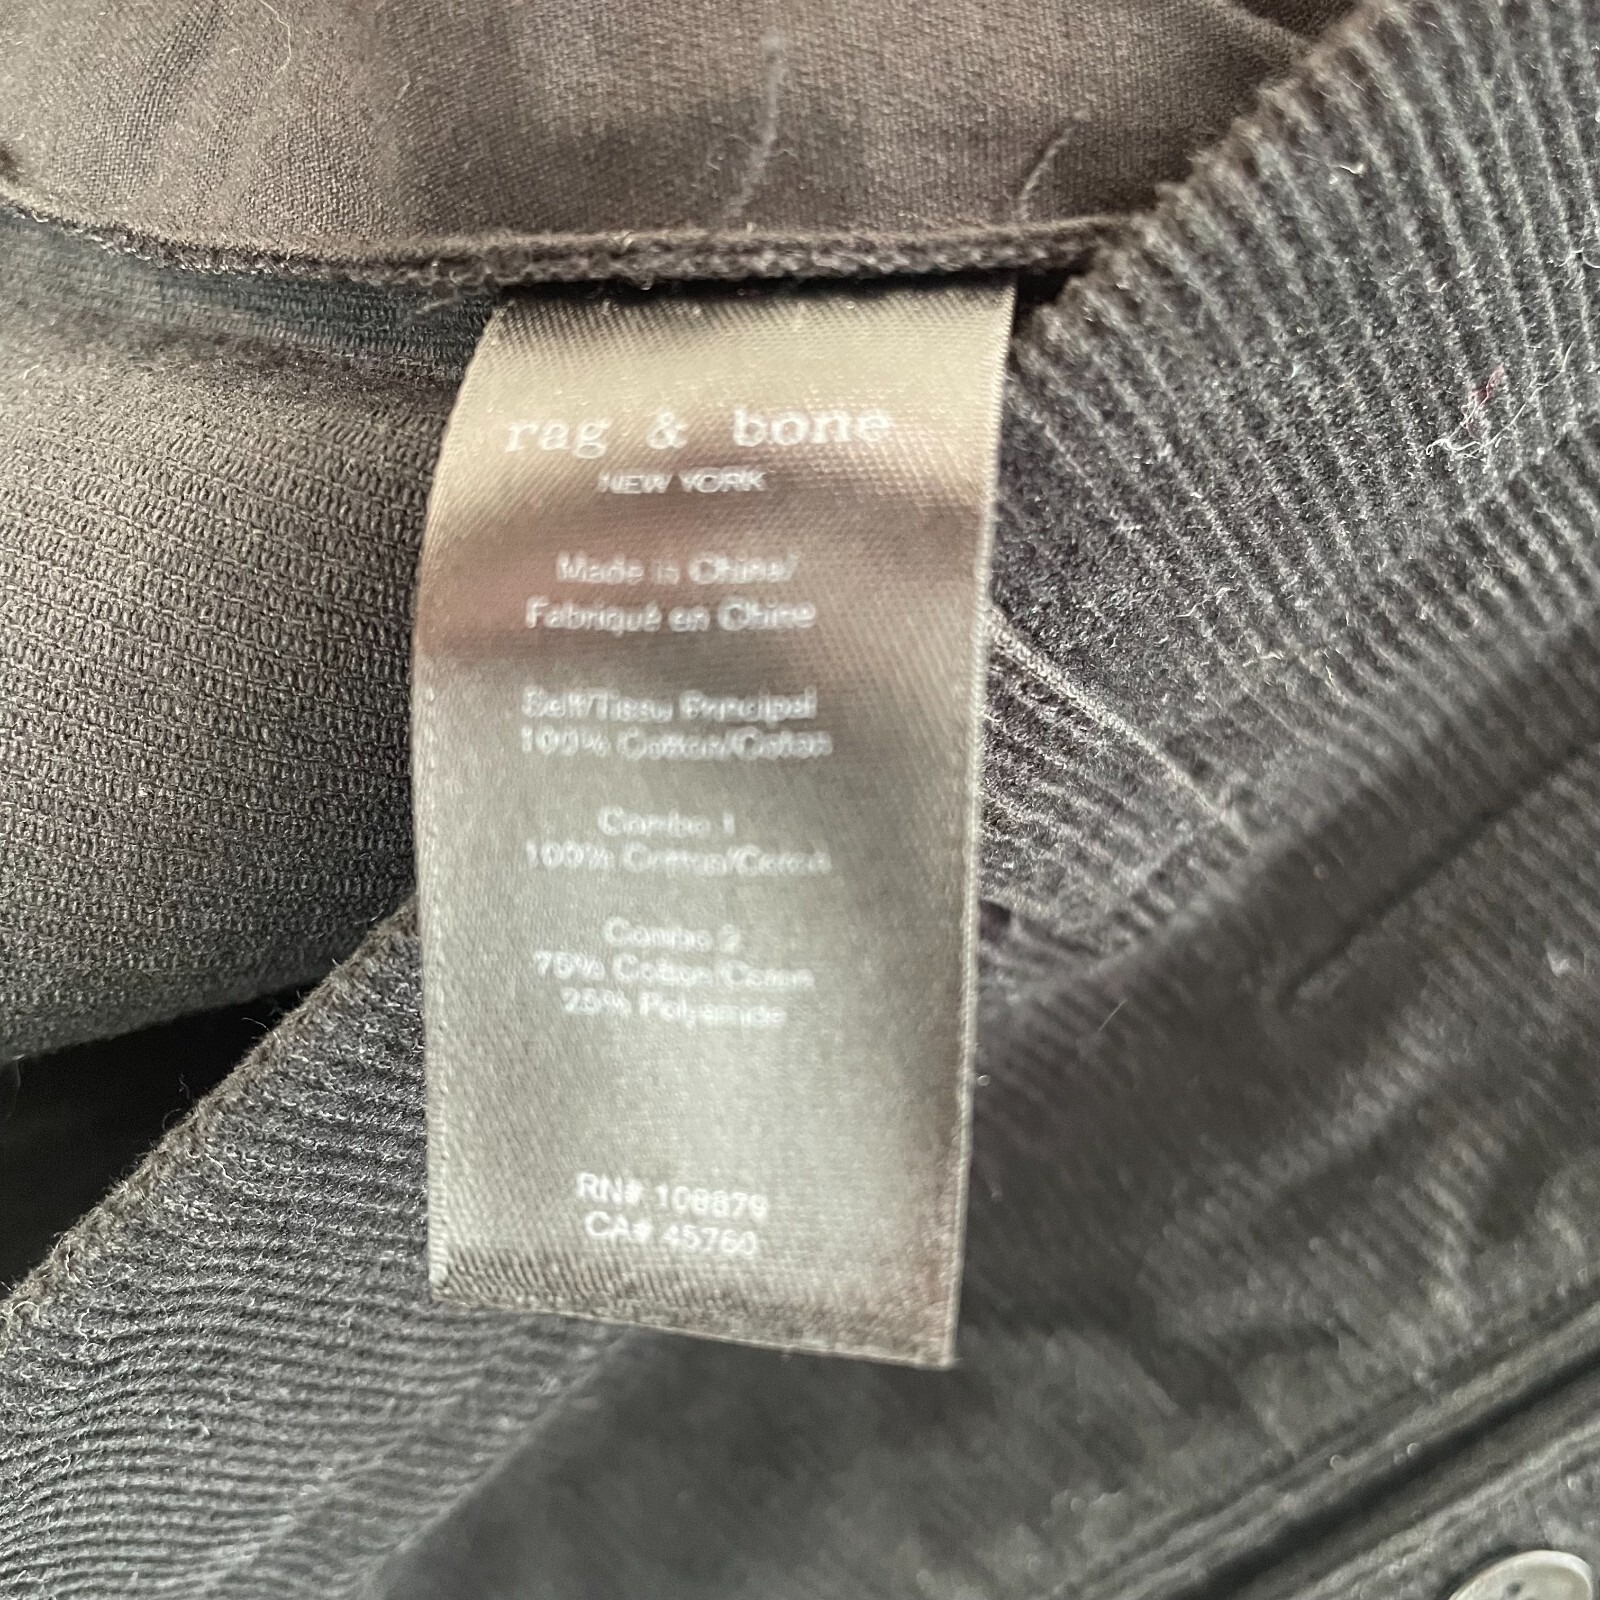 rag & bone
NEW YORK
Made in China/
Fabriqué en Chine
Self/Tissu Principal
100% Cotton/Coton
Combo 1
100% Cotton/Coton
Combo 2
75% Cotton/Coton
25% Polyamide
RN# 108879
CA# 45760